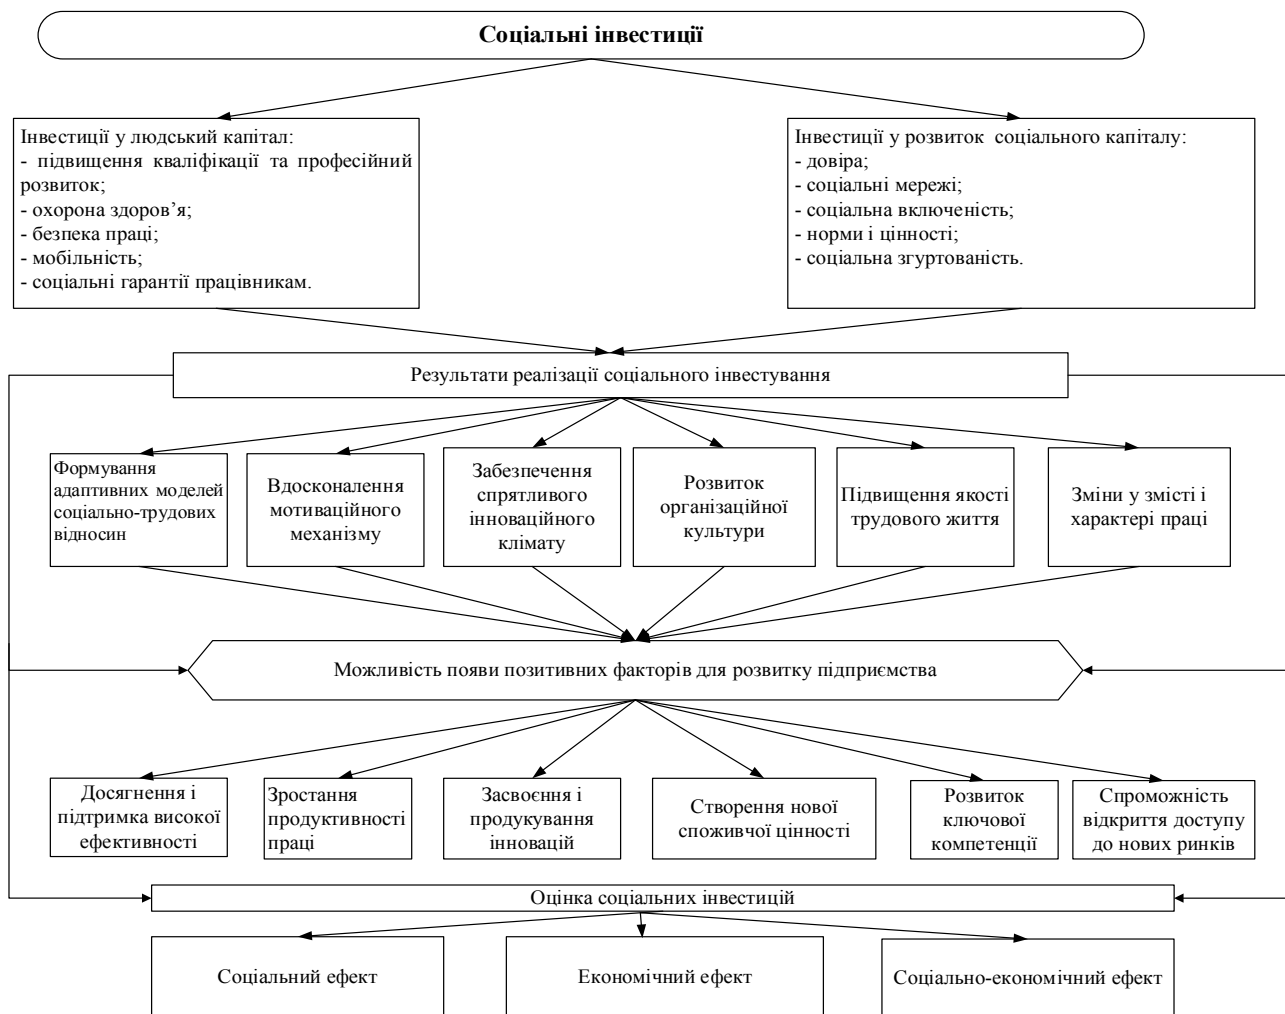 Соціальні інвестиції
Інвестиції у людський капітал:
- підвищення кваліфікації та професійний
розвиток;
- охорона здоров’я;
- безпека праці;
- мобільність;
- соціальні гарантії працівникам.
Інвестиції у розвиток соціального капіталу:
- довіра;
- соціальні мережі;
- соціальна включеність;
- норми і цінності;
- соціальна згуртованість.
Результати реалізації соціального інвестування
Формування
адаптивних моделей
соціально-трудових
відносин
Вдосконалення
мотиваційного
механізму
Забезпечення
спрятливого
інноваційного
клімату
Розвиток
організаційної
культури
Підвищення якості
трудового життя
Зміни у змісті і
характері праці
Можливість появи позитивних факторів для розвитку підприємства
Досягнення і
підтримка високої
ефективності
Зростання
продуктивності
праці
Засвоєння і
продукування
інновацій
Створення нової
споживчої цінності
Розвиток
ключової
компетенції
Спроможність
відкриття доступу
до нових ринків
Оцінка соціальних інвестицій
Соціальний ефект
Економічний ефект
Соціально-економічний ефект